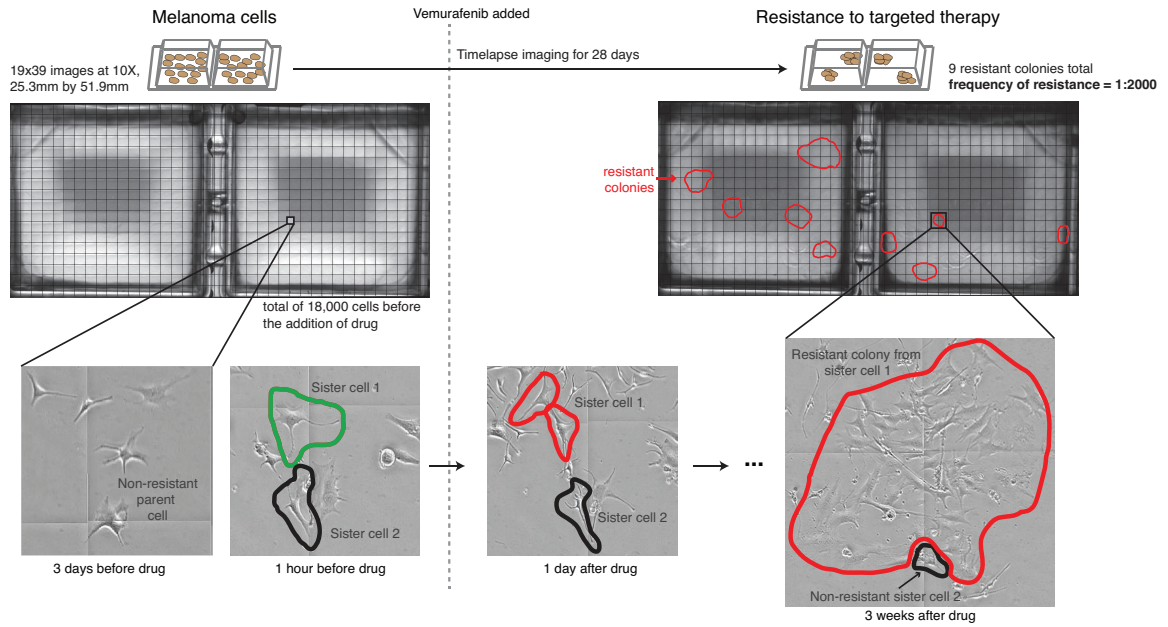 Melanoma cells
Vemurafenib added
Resistance to targeted therapy
19x39 images at 10X,
25.3mm by 51.9mm
Timelapse imaging for 28 days
9 resistant colonies total
frequency of resistance = 1:2000
resistant
colonies
total of 18,000 cells before
the addition of drug
Non-resistant
parent
cell
3 days before drug
Sister cell 1
Sister cell 2
1 hour before drug
Sister cell 1
Sister cell 2
1 day after drug
...
Resistant colony from
sister cell 1
Non-resistant sister cell 2
3 weeks after drug